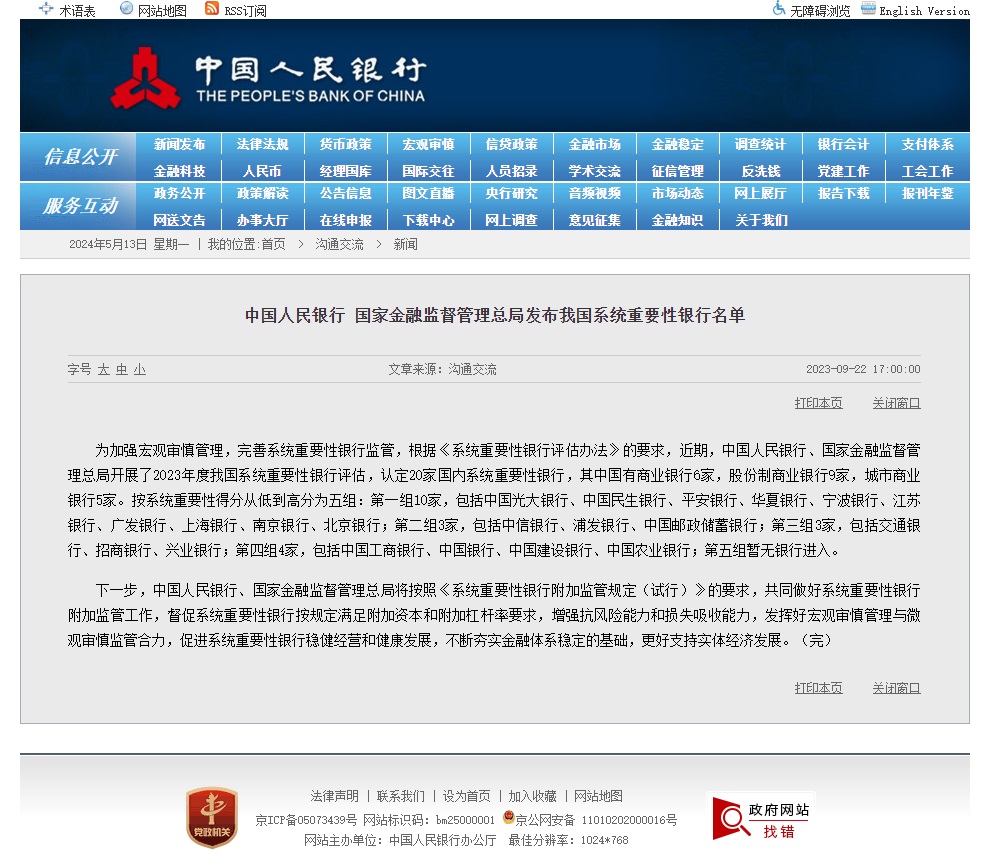 术语表 网站地图 RSS订阅 无障碍浏览 English Version
中国人民银行
THE PEOPLE'S BANK OF CHINA
信息公开
新闻发布 法律法规 货币政策 宏观审慎 信贷政策 金融市场 金融稳定 调查统计 银行会计 支付体系
金融科技 人民币 经理国库 国际交往 人员招录 学术交流 征信管理 反洗钱 党建工作 工会工作
服务互动
政务公开 政策解读 公告信息 图文直播 央行研究 音频视频 市场动态 网上展厅 报告下载 报刊年鉴
网送文告 办事大厅 在线申报 下载中心 网上调查 意见征集 金融知识 关于我们
2024年5月13日 星期一 | 我的位置:首页 > 沟通交流 > 新闻
中国人民银行 国家金融监督管理总局发布我国系统重要性银行名单
字号 大 中 小 文章来源：沟通交流 2023-09-22 17:00:00
打印本页 关闭窗口
为加强宏观审慎管理，完善系统重要性银行监管，根据《系统重要性银行评估办法》的要求，近期，中国人民银行、国家金融监督管
理总局开展了2023年度我国系统重要性银行评估，认定20家国内系统重要性银行，其中国有商业银行6家，股份制商业银行9家，城市商业
银行5家。按系统重要性得分从低到高分为五组：第一组10家，包括中国光大银行、中国民生银行、平安银行、华夏银行、宁波银行、江苏
银行、广发银行、上海银行、南京银行、北京银行；第二组3家，包括中信银行、浦发银行、中国邮政储蓄银行；第三组3家，包括交通银
行、招商银行、兴业银行；第四组4家，包括中国工商银行、中国银行、中国建设银行、中国农业银行；第五组暂无银行进入。
下一步，中国人民银行、国家金融监督管理总局将按照《系统重要性银行附加监管规定（试行）》的要求，共同做好系统重要性银行
附加监管工作，督促系统重要性银行按规定满足附加资本和附加杠杆率要求，增强抗风险能力和损失吸收能力，发挥好宏观审慎管理与微
观审慎监管合力，促进系统重要性银行稳健经营和健康发展，不断夯实金融体系稳定的基础，更好支持实体经济发展。（完）
打印本页 关闭窗口
党政机关
法律声明 | 联系我们 | 设为首页 | 加入收藏 | 网站地图
京ICP备05073439号 网站标识码：bm25000001 京公网安备 11010202000016号
网站主办单位：中国人民银行办公厅 最佳分辨率：1024*768
政府网站
找错